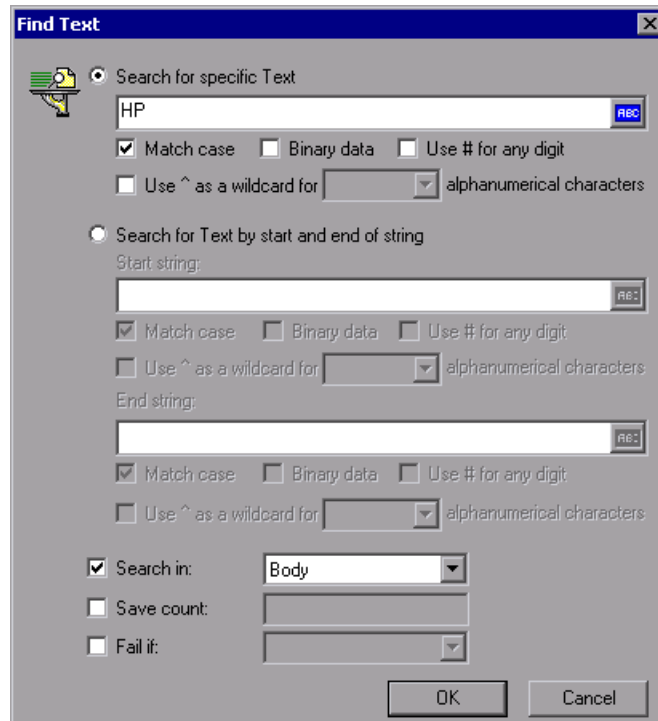 Find Text
Search for specific Text
HP
ABC
Match case Binary data Use # for any digit
Use ^ as a wildcard for alphanumerical characters
Search for Text by start and end of string
Start string:
Match case Binary data Use # for any digit
Use ^ as a wildcard for alphanumerical characters
End string:
Match case Binary data Use # for any digit
Use ^ as a wildcard for alphanumerical characters
Search in: Body
Save count:
Fail if:
OK Cancel